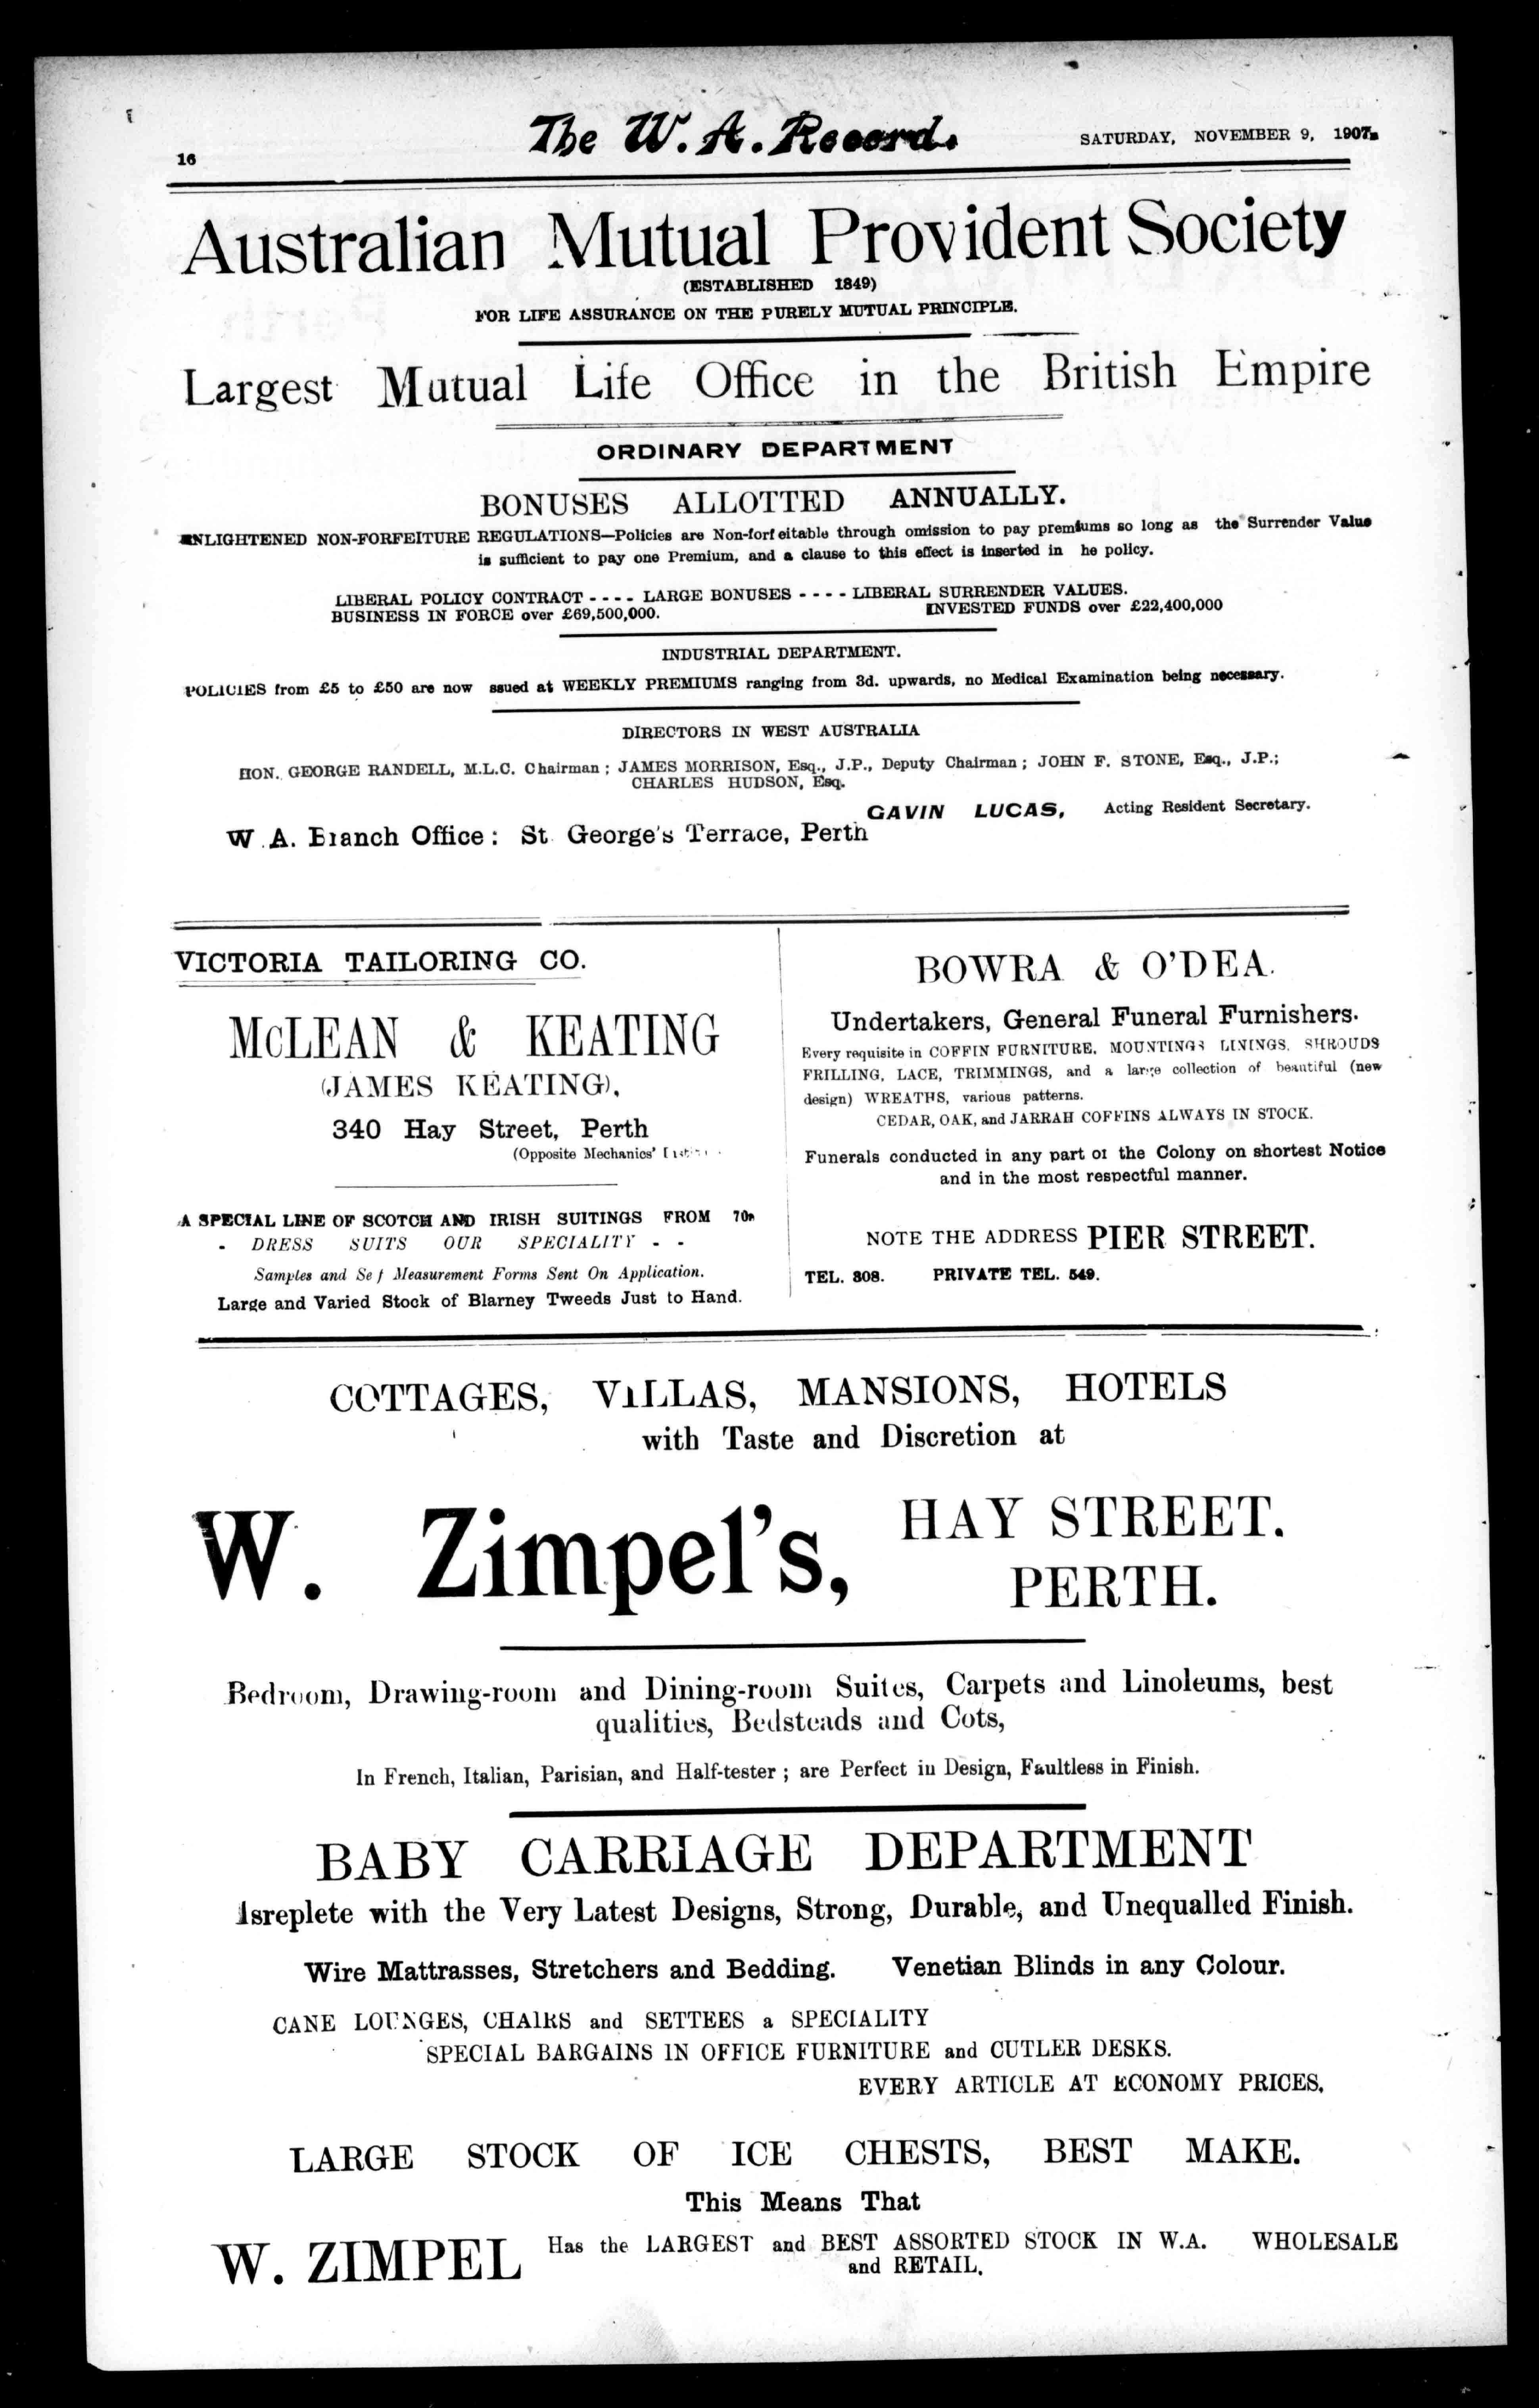 16
The W. A. Record.
SATURDAY, NOVEMBER 9, 1907.
Australian Mutual Provident Society
(ESTABLISHED 1849)
FOR LIFE ASSURANCE ON THE PURELY MUTUAL PRINCIPLE.
Largest Mutual Life Office in the British Empire
ORDINARY DEPARTMENT
BONUSES ALLOTTED ANNUALLY.
ENLIGHTENED NON-FORFEITURE REGULATIONS—Policies are Non-forfeitable through omission to pay premiums so long as the Surrender Value
is sufficient to pay one Premium, and a clause to this effect is inserted in he policy.
LIBERAL POLICY CONTRACT - - - - LARGE BONUSES - - - - LIBERAL SURRENDER VALUES.
BUSINESS IN FORCE over £69,500,000. INVESTED FUNDS over £22,400,000
INDUSTRIAL DEPARTMENT.
POLICIES from £5 to £50 are now ssued at WEEKLY PREMIUMS ranging from 3d. upwards, no Medical Examination being necessary.
DIRECTORS IN WEST AUSTRALIA
HON. GEORGE RANDELL, M.L.C. Chairman ; JAMES MORRISON, Esq., J.P., Deputy Chairman ; JOHN F. STONE, Esq., J.P.;
CHARLES HUDSON, Esq.
GAVIN LUCAS, Acting Resident Secretary.
W.A. Branch Office : St. George's Terrace, Perth
VICTORIA TAILORING CO.
McLEAN & KEATING
(JAMES KEATING),
340 Hay Street, Perth
(Opposite Mechanics'
A SPECIAL LINE OF SCOTCH AND IRISH SUITINGS FROM 70s
- DRESS SUITS OUR SPECIALITY - -
Samples and Se f Measurement Forms Sent On Application.
Large and Varied Stock of Blarney Tweeds Just to Hand.
BOWRA & O'DEA.
Undertakers, General Funeral Furnishers.
Every requisite in COFFIN FURNITURE, MOUNTINGS LININGS, SHROUDS
FRILLING, LACE, TRIMMINGS, and a large collection of beautiful (new
design) WREATHS, various patterns.
CEDAR, OAK, and JARRAH COFFINS ALWAYS IN STOCK.
Funerals conducted in any part of the Colony on shortest Notice
and in the most respectful manner.
NOTE THE ADDRESS PIER STREET.
TEL. 308. PRIVATE TEL. 549.
COTTAGES, VILLAS, MANSIONS, HOTELS
with Taste and Discretion at
W. Zimpel's, HAY STREET.
PERTH.
Bedroom, Drawing-room and Dining-room Suites, Carpets and Linoleums, best
qualities, Bedsteads and Cots,
In French, Italian, Parisian, and Half-tester ; are Perfect in Design, Faultless in Finish.
BABY CARRIAGE DEPARTMENT
Isreplete with the Very Latest Designs, Strong, Durable, and Unequalled Finish.
Wire Mattrasses, Stretchers and Bedding. Venetian Blinds in any Colour.
CANE LOUNGES, CHAIRS and SETTEES a SPECIALITY
SPECIAL BARGAINS IN OFFICE FURNITURE and CUTLER DESKS.
EVERY ARTICLE AT ECONOMY PRICES,
LARGE STOCK OF ICE CHESTS, BEST MAKE.
This Means That
W. ZIMPEL Has the LARGEST and BEST ASSORTED STOCK IN W.A. WHOLESALE
and RETAIL.